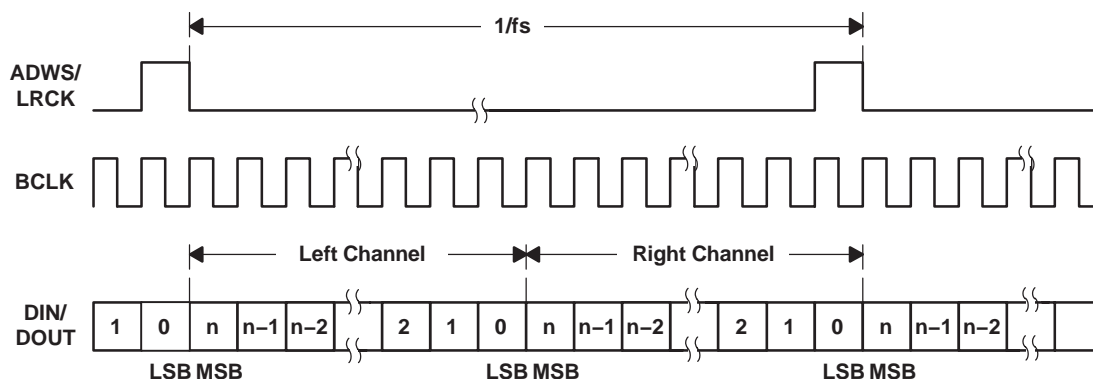 1/fs
ADWS/
LRCK
BCLK
Left Channel
Right Channel
DIN/
DOUT
1 0 n n–1 n–2 2 1 0 n n–1 n–2 2 1 0 n n–1 n–2
LSB MSB LSB MSB LSB MSB